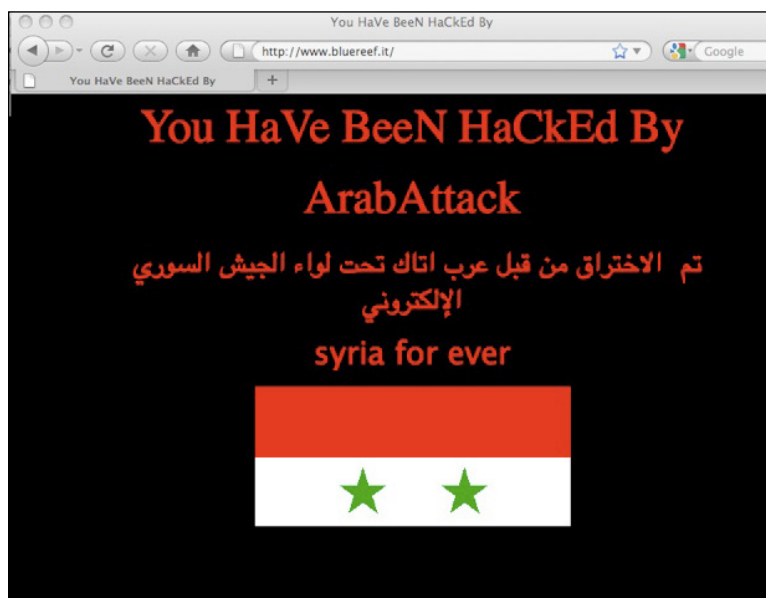 You HaVe BeeN HaCkEd By
http://www.bluereef.it/
Google
You HaVe BeeN HaCkEd By
You HaVe BeeN HaCkEd By
ArabAttack
تم الاختراق من قبل عرب اتاك تحت لواء الجيش السوري
الإلكتروني
syria for ever